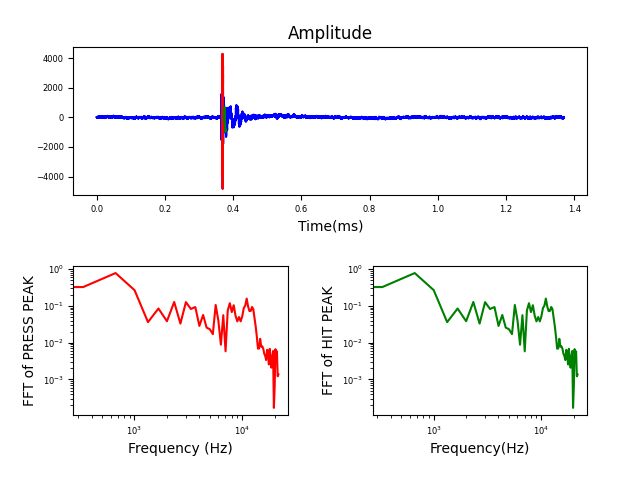 Amplitude
4000
2000
0
−2000
−4000
0.0 0.2 0.4 0.6 0.8 1.0 1.2 1.4
Time(ms)
FFT of PRESS PEAK
10⁰
10⁻¹
10⁻²
10⁻³
10³ 10⁴
Frequency (Hz)
FFT of HIT PEAK
10⁰
10⁻¹
10⁻²
10⁻³
10³ 10⁴
Frequency(Hz)